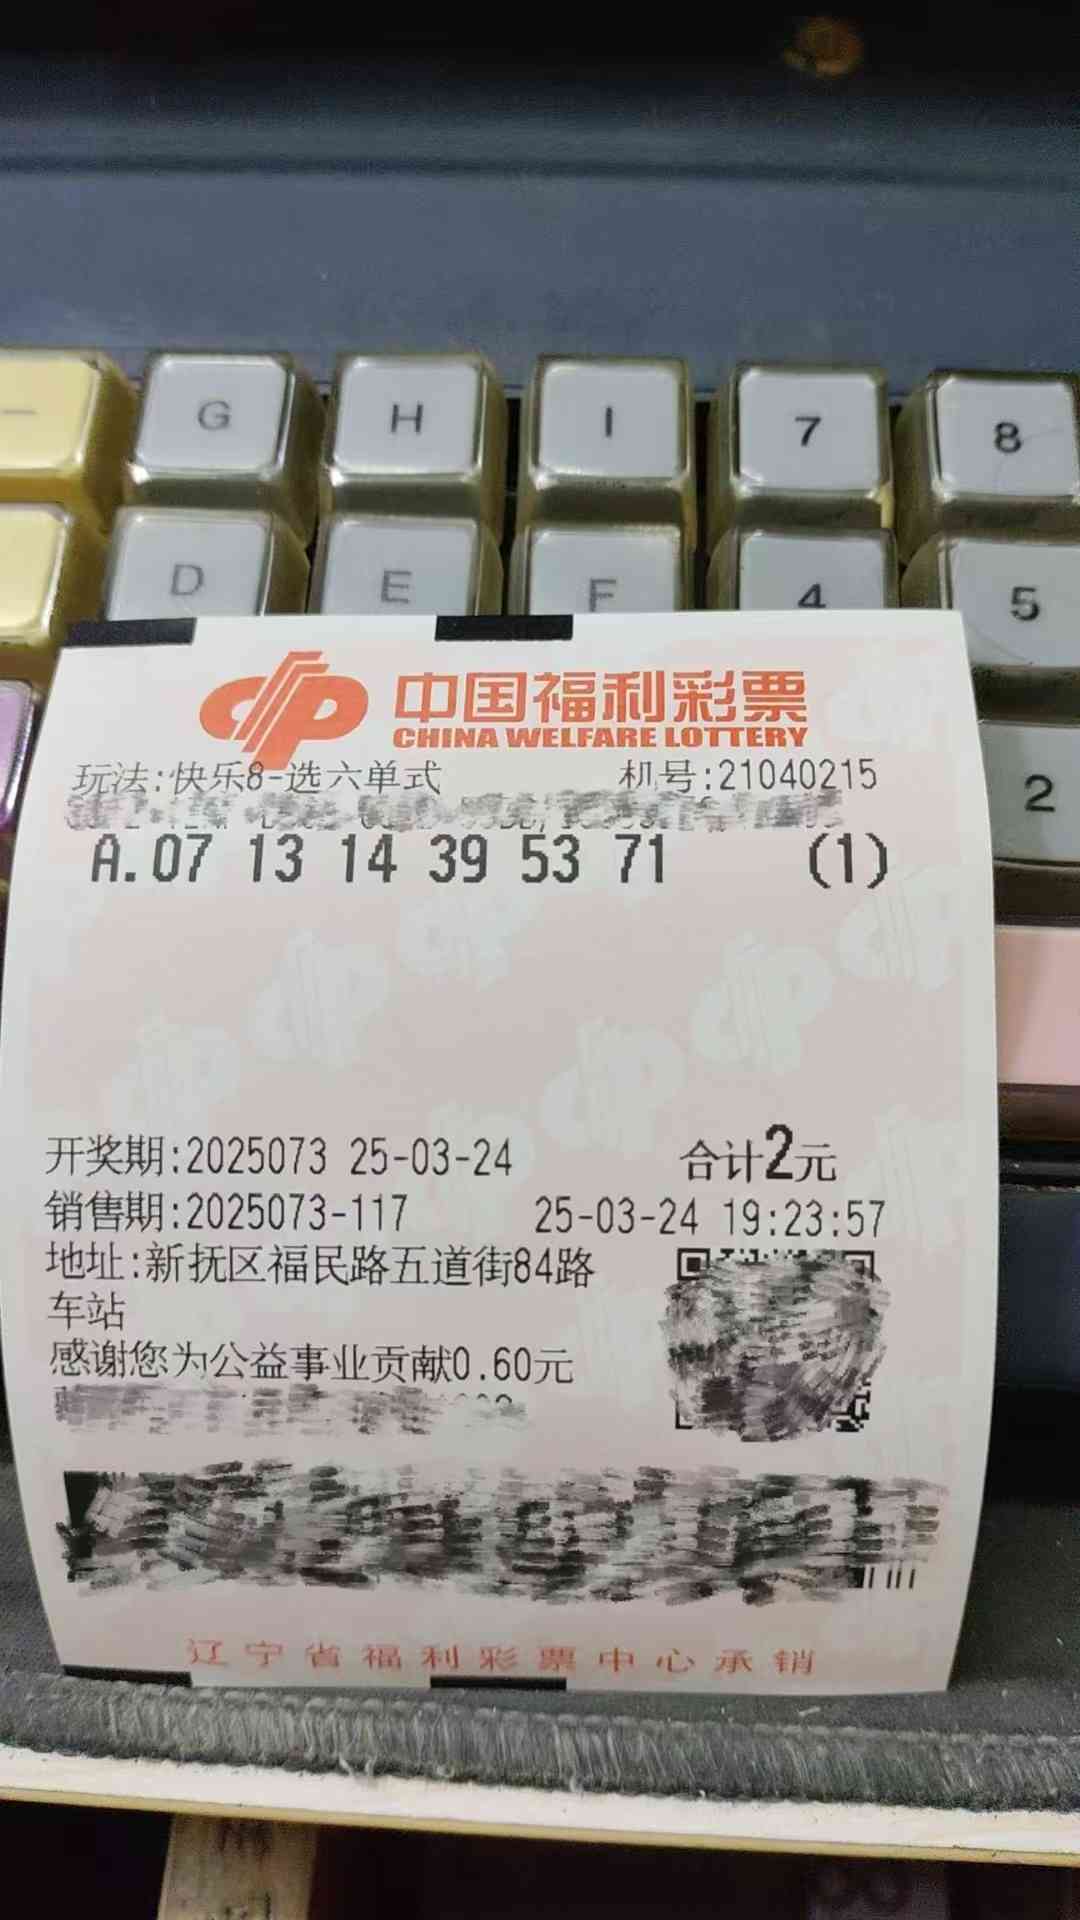 G H I 7 8
D E F 4 5
2
中国福利彩票
CHINA WELFARE LOTTERY
玩法:快乐8-选六单式 机号:21040215
A.07 13 14 39 53 71 (1)
开奖期:2025073 25-03-24 合计2元
销售期:2025073-117 25-03-24 19:23:57
地址:新抚区福民路五道街84路
车站
感谢您为公益事业贡献0.60元
辽宁省福利彩票中心承销